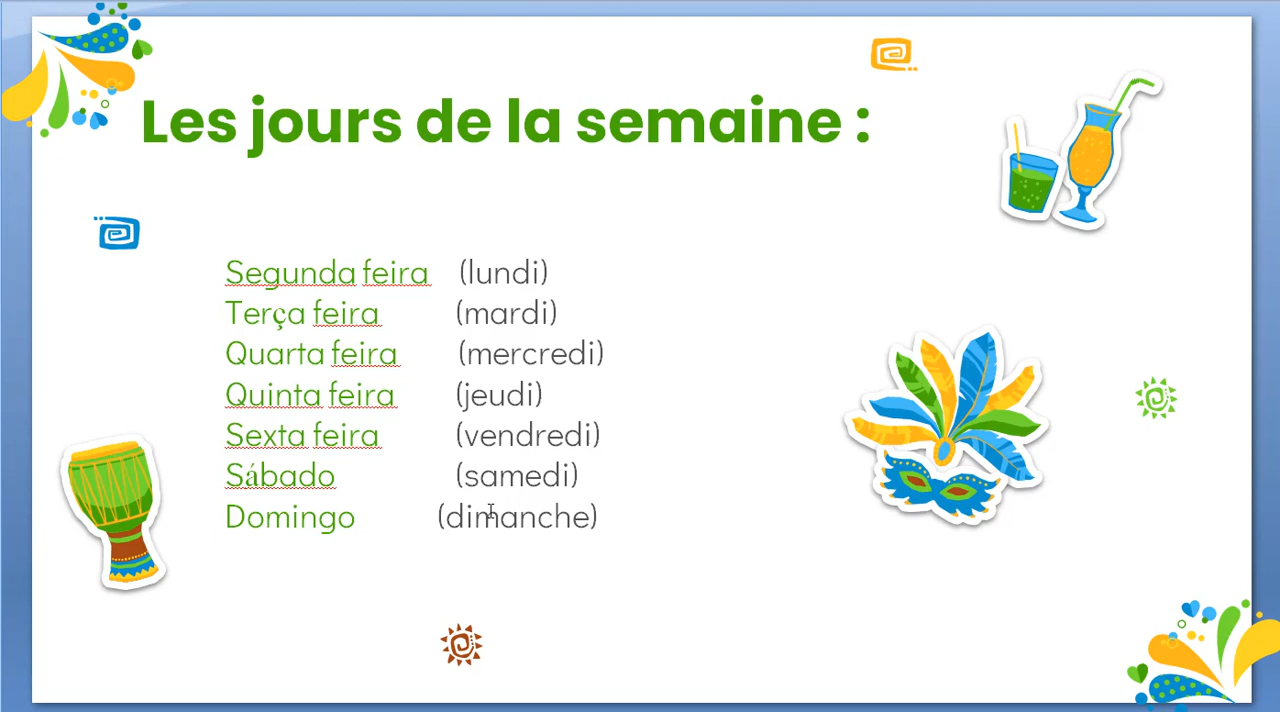 Les jours de la semaine :
Segunda feira (lundi)
Terça feira (mardi)
Quarta feira (mercredi)
Quinta feira (jeudi)
Sexta feira (vendredi)
Sábado (samedi)
Domingo (dimanche)